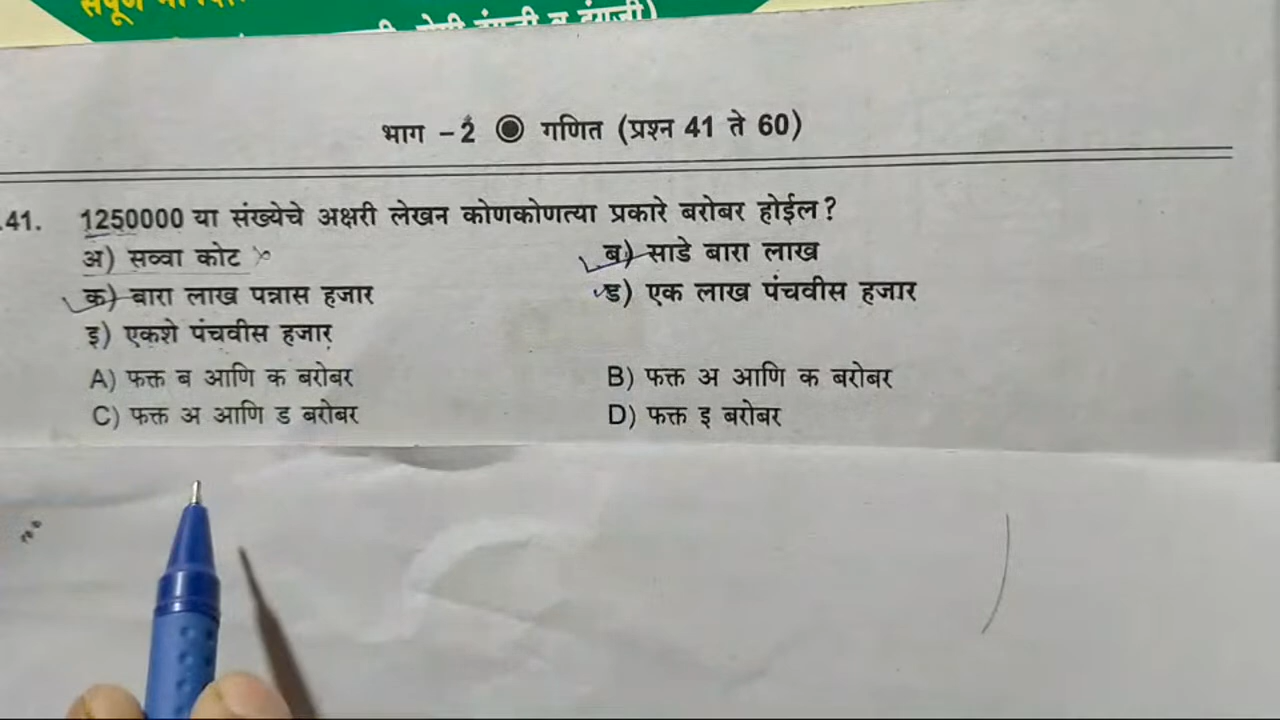 भाग - 2 ◉ गणित (प्रश्न 41 ते 60)
.41. 1250000 या संख्येचे अक्षरी लेखन कोणकोणत्या प्रकारे बरोबर होईल?
अ) सव्वा कोट ब) साडे बारा लाख
क) बारा लाख पन्नास हजार ड) एक लाख पंचवीस हजार
इ) एकशे पंचवीस हजार
A) फक्त ब आणि क बरोबर B) फक्त अ आणि क बरोबर
C) फक्त अ आणि ड बरोबर D) फक्त इ बरोबर